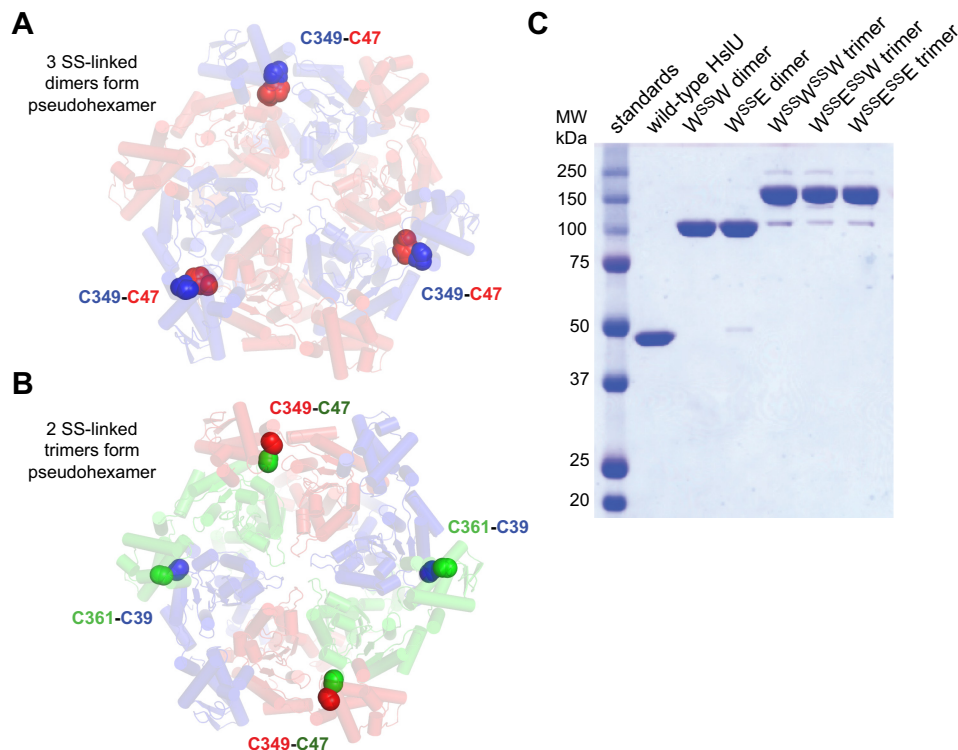 A
3 SS-linked
dimers form
pseudohexamer
C349-C47
C349-C47
C349-C47
B
2 SS-linked
trimers form
pseudohexamer
C349-C47
C361-C39
C361-C39
C349-C47
C
MW
kDa
standards
wild-type HslU
WSSW dimer
WSSE dimer
WSSWSSW trimer
WSSESSW trimer
WSSESSE trimer
250
150
100
75
50
37
25
20